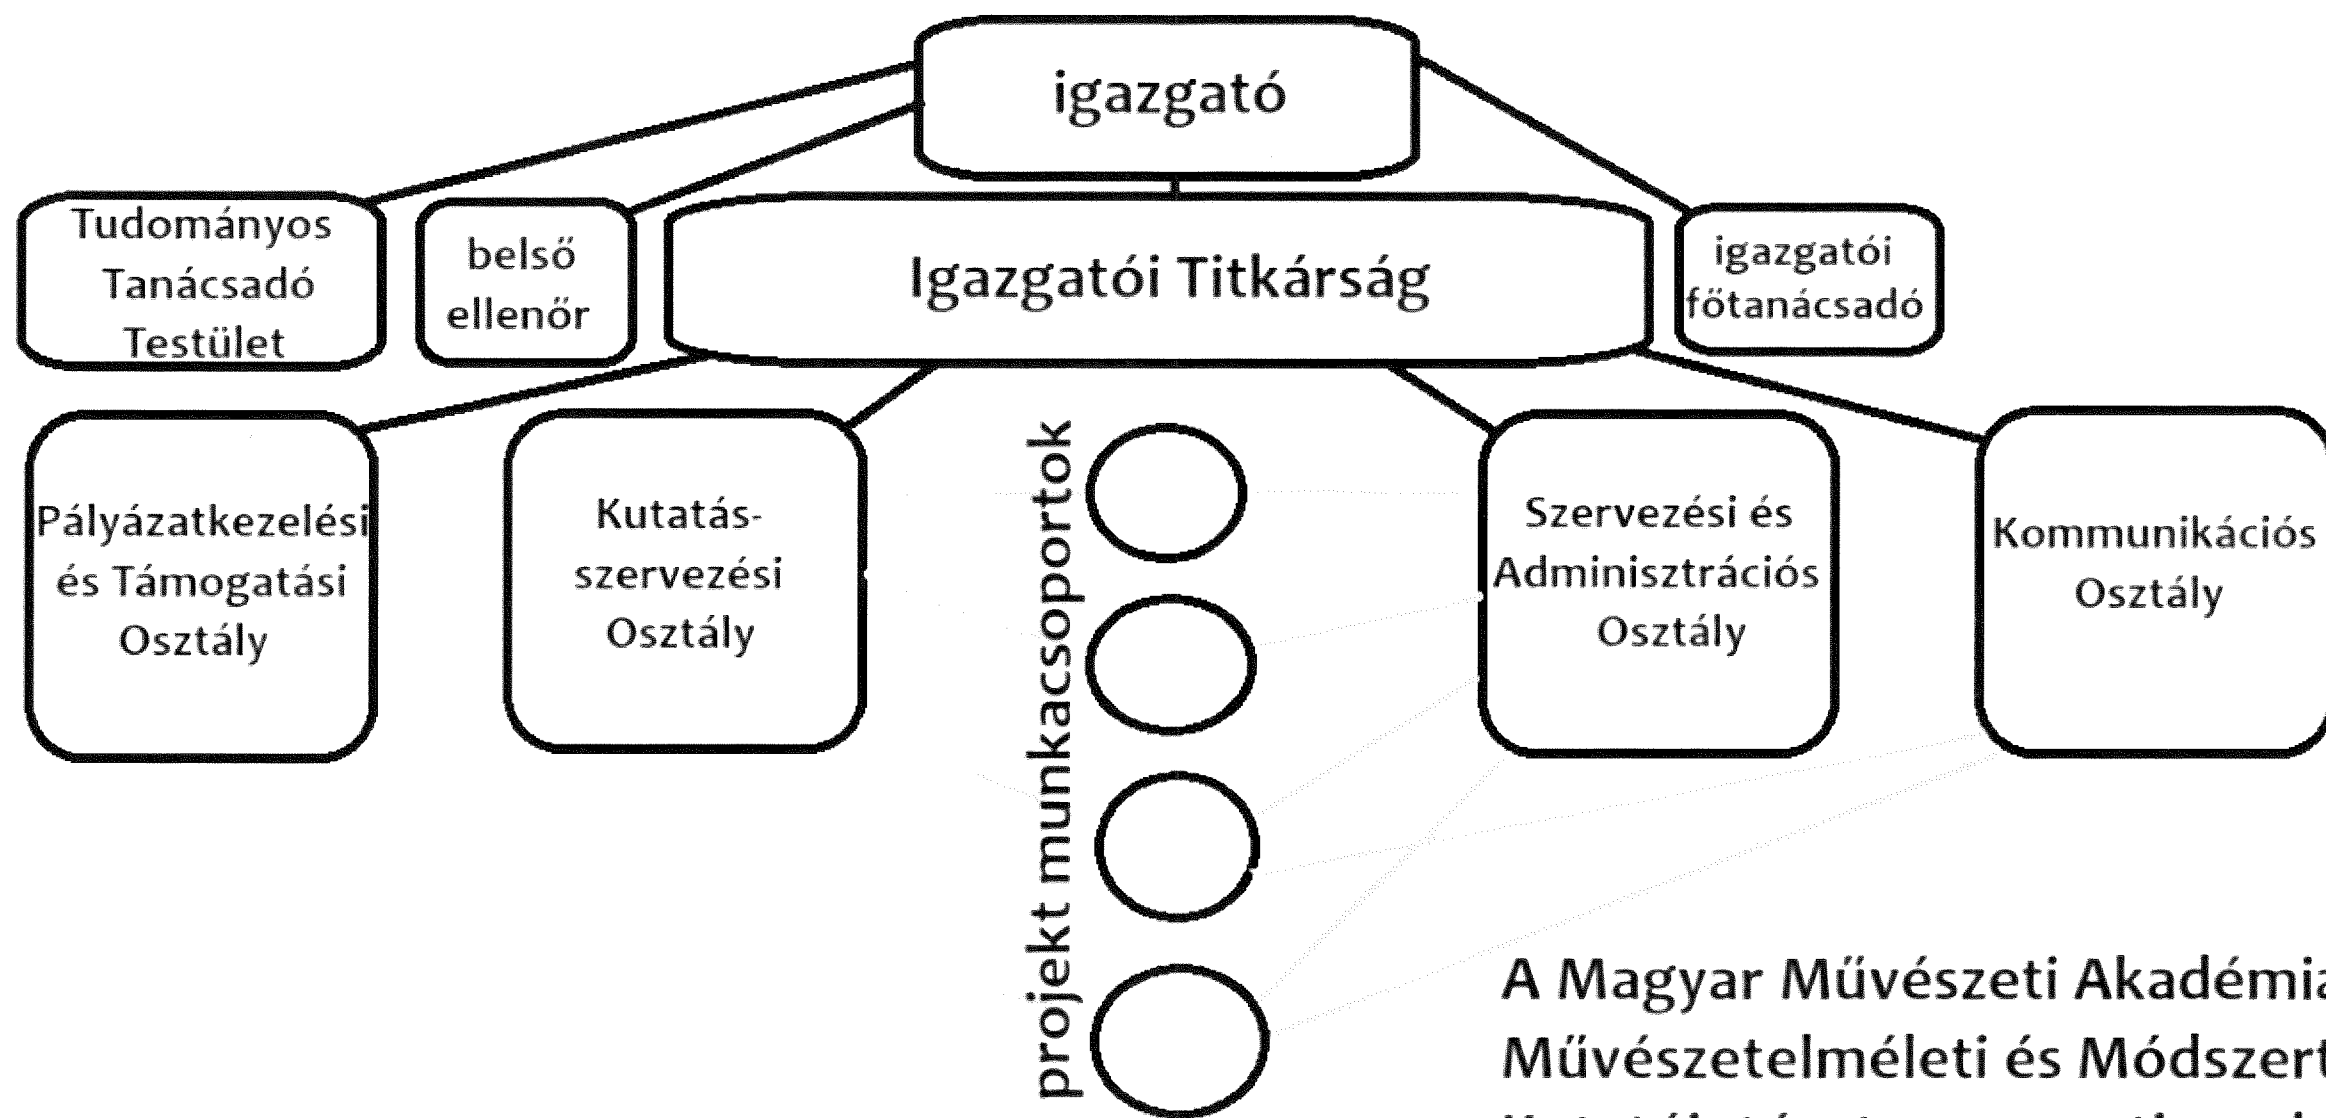 igazgató
Tudományos
Tanácsadó
Testület
belső
ellenőr
Igazgatói Titkárság
igazgatói
főtanácsadó
Pályázatkezelési
és Támogatási
Osztály
Kutatás-
szervezési
Osztály
projekt munkacsoportok
Szervezési és
Adminisztrációs
Osztály
Kommunikációs
Osztály
A Magyar Művészeti Akadémia
Művészetelméleti és Módszert